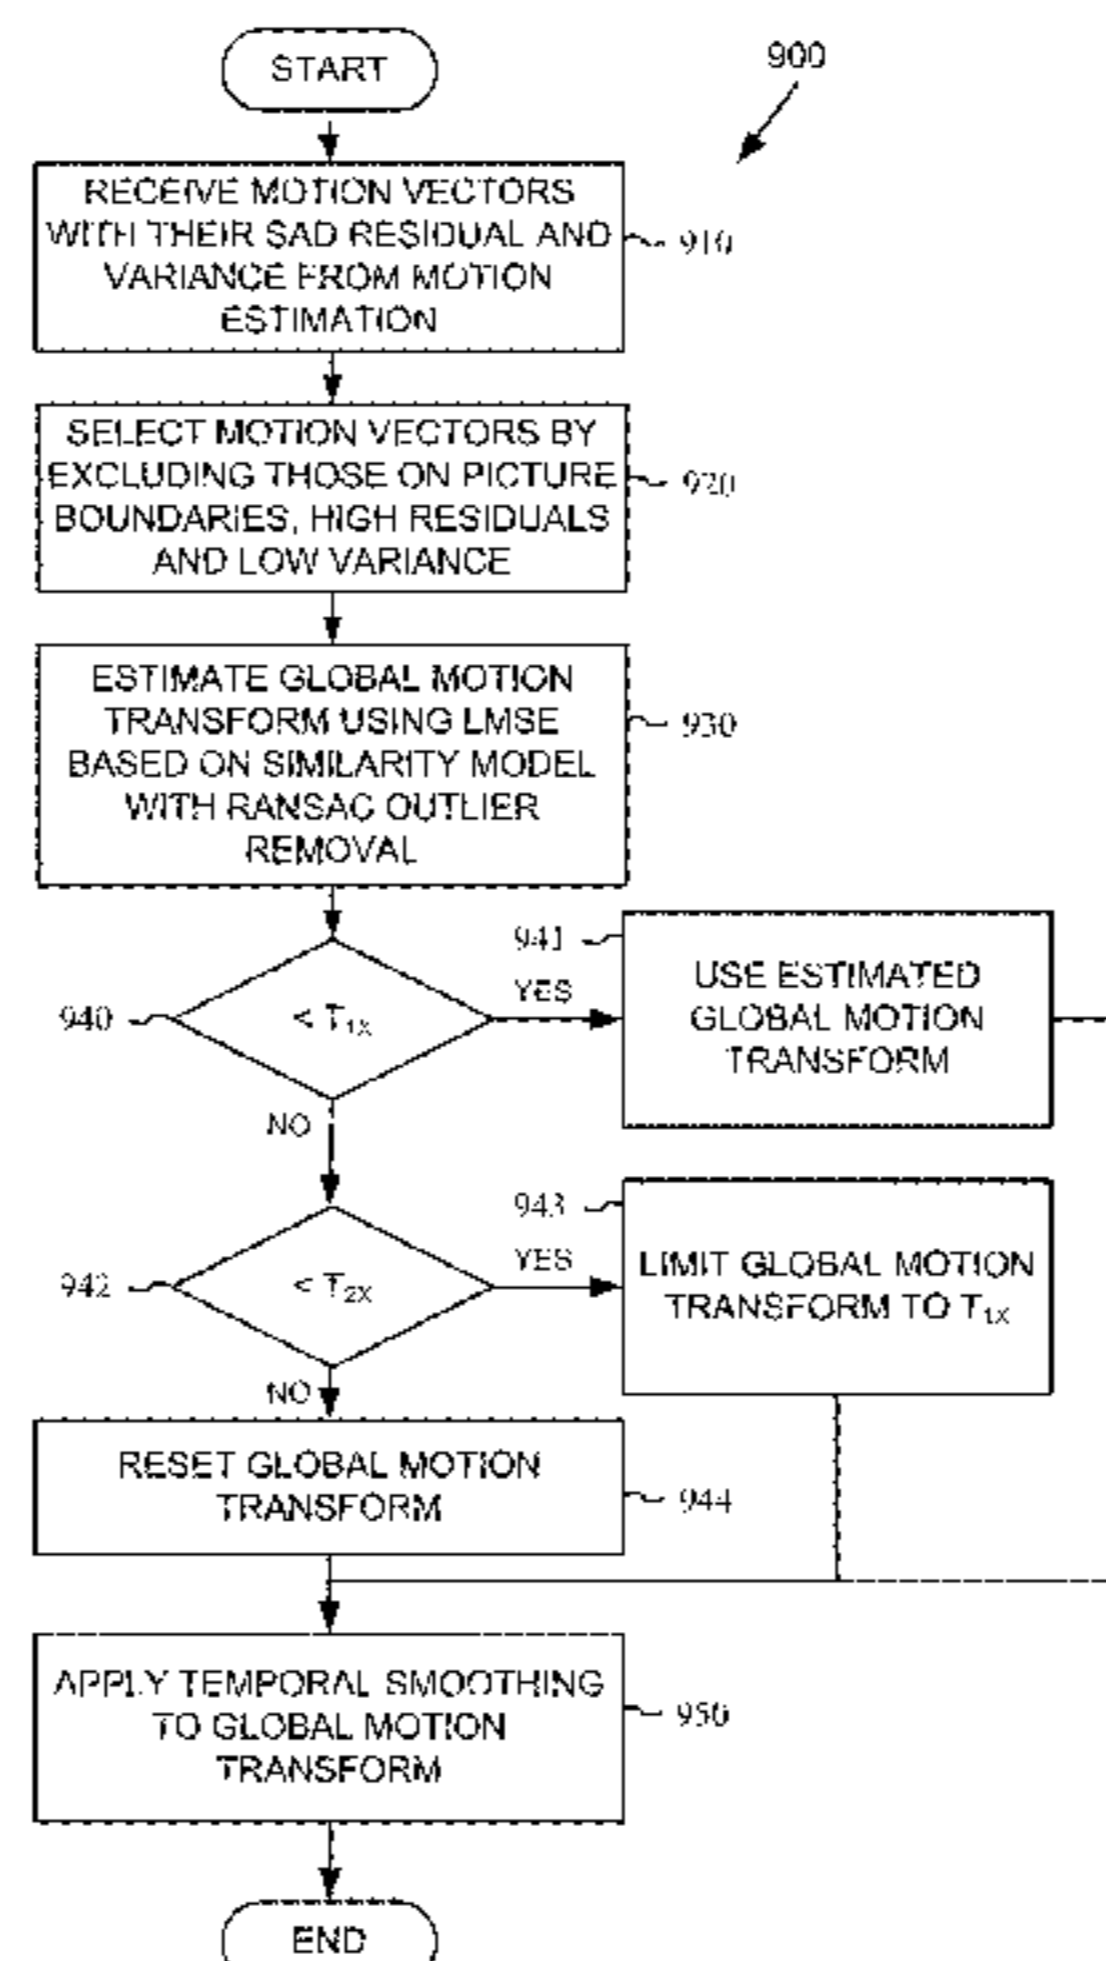 START
900
RECEIVE MOTION VECTORS
WITH THEIR SAD RESIDUAL AND
VARIANCE FROM MOTION
ESTIMATION
910
SELECT MOTION VECTORS BY
EXCLUDING THOSE ON PICTURE
BOUNDARIES, HIGH RESIDUALS
AND LOW VARIANCE
920
ESTIMATE GLOBAL MOTION
TRANSFORM USING LMSE
BASED ON SIMILARITY MODEL
WITH RANSAC OUTLIER
REMOVAL
930
940
< T1X
YES
941
USE ESTIMATED
GLOBAL MOTION
TRANSFORM
NO
942
< T2X
YES
943
LIMIT GLOBAL MOTION
TRANSFORM TO T1X
NO
RESET GLOBAL MOTION
TRANSFORM
944
APPLY TEMPORAL SMOOTHING
TO GLOBAL MOTION
TRANSFORM
950
END